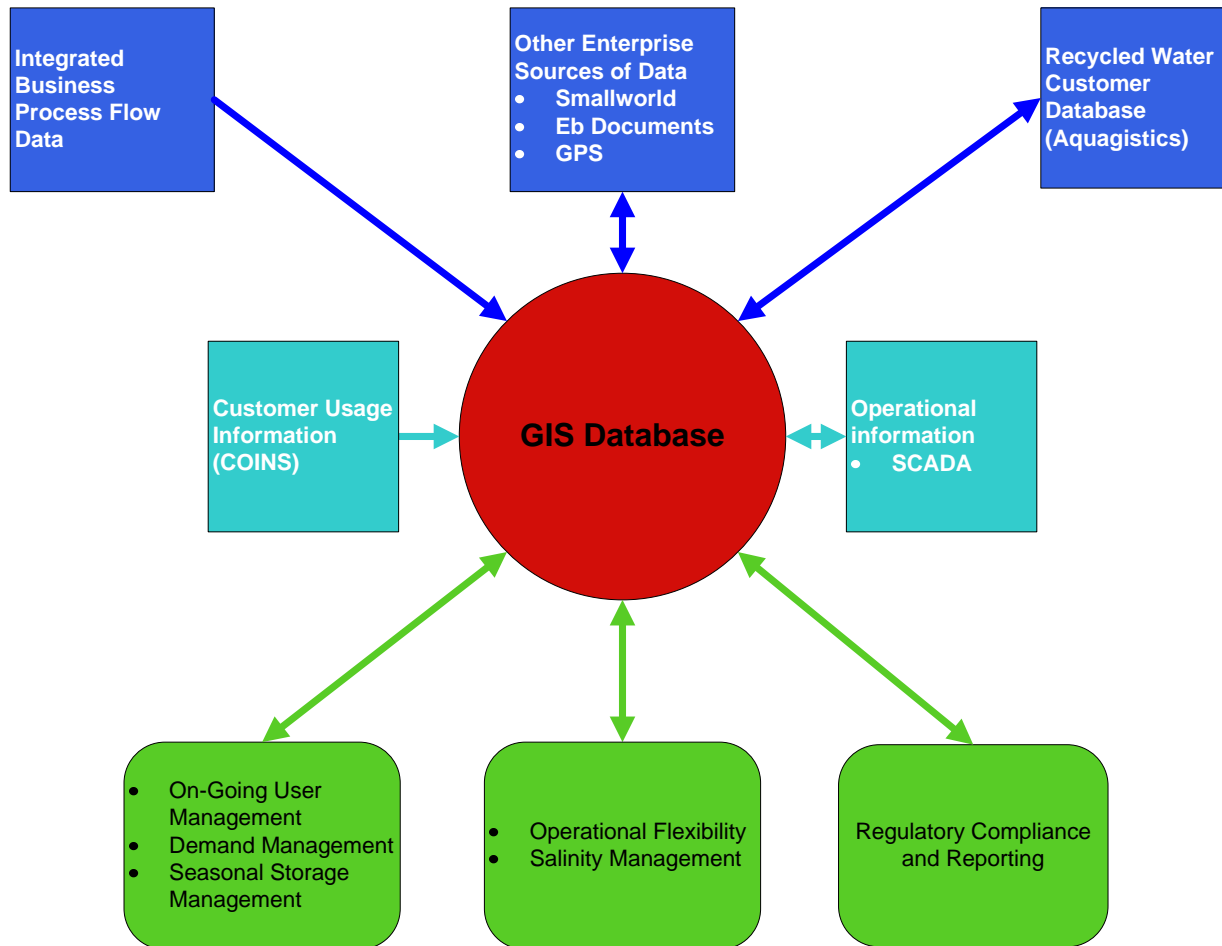 Integrated
Business
Process Flow
Data
Other Enterprise
Sources of Data
• Smallworld
• Eb Documents
• GPS
Recycled Water
Customer
Database
(Aquagistics)
Customer Usage
Information
(COINS)
GIS Database
Operational
information
• SCADA
• On-Going User
Management
• Demand Management
• Seasonal Storage
Management
• Operational Flexibility
• Salinity Management
Regulatory Compliance
and Reporting